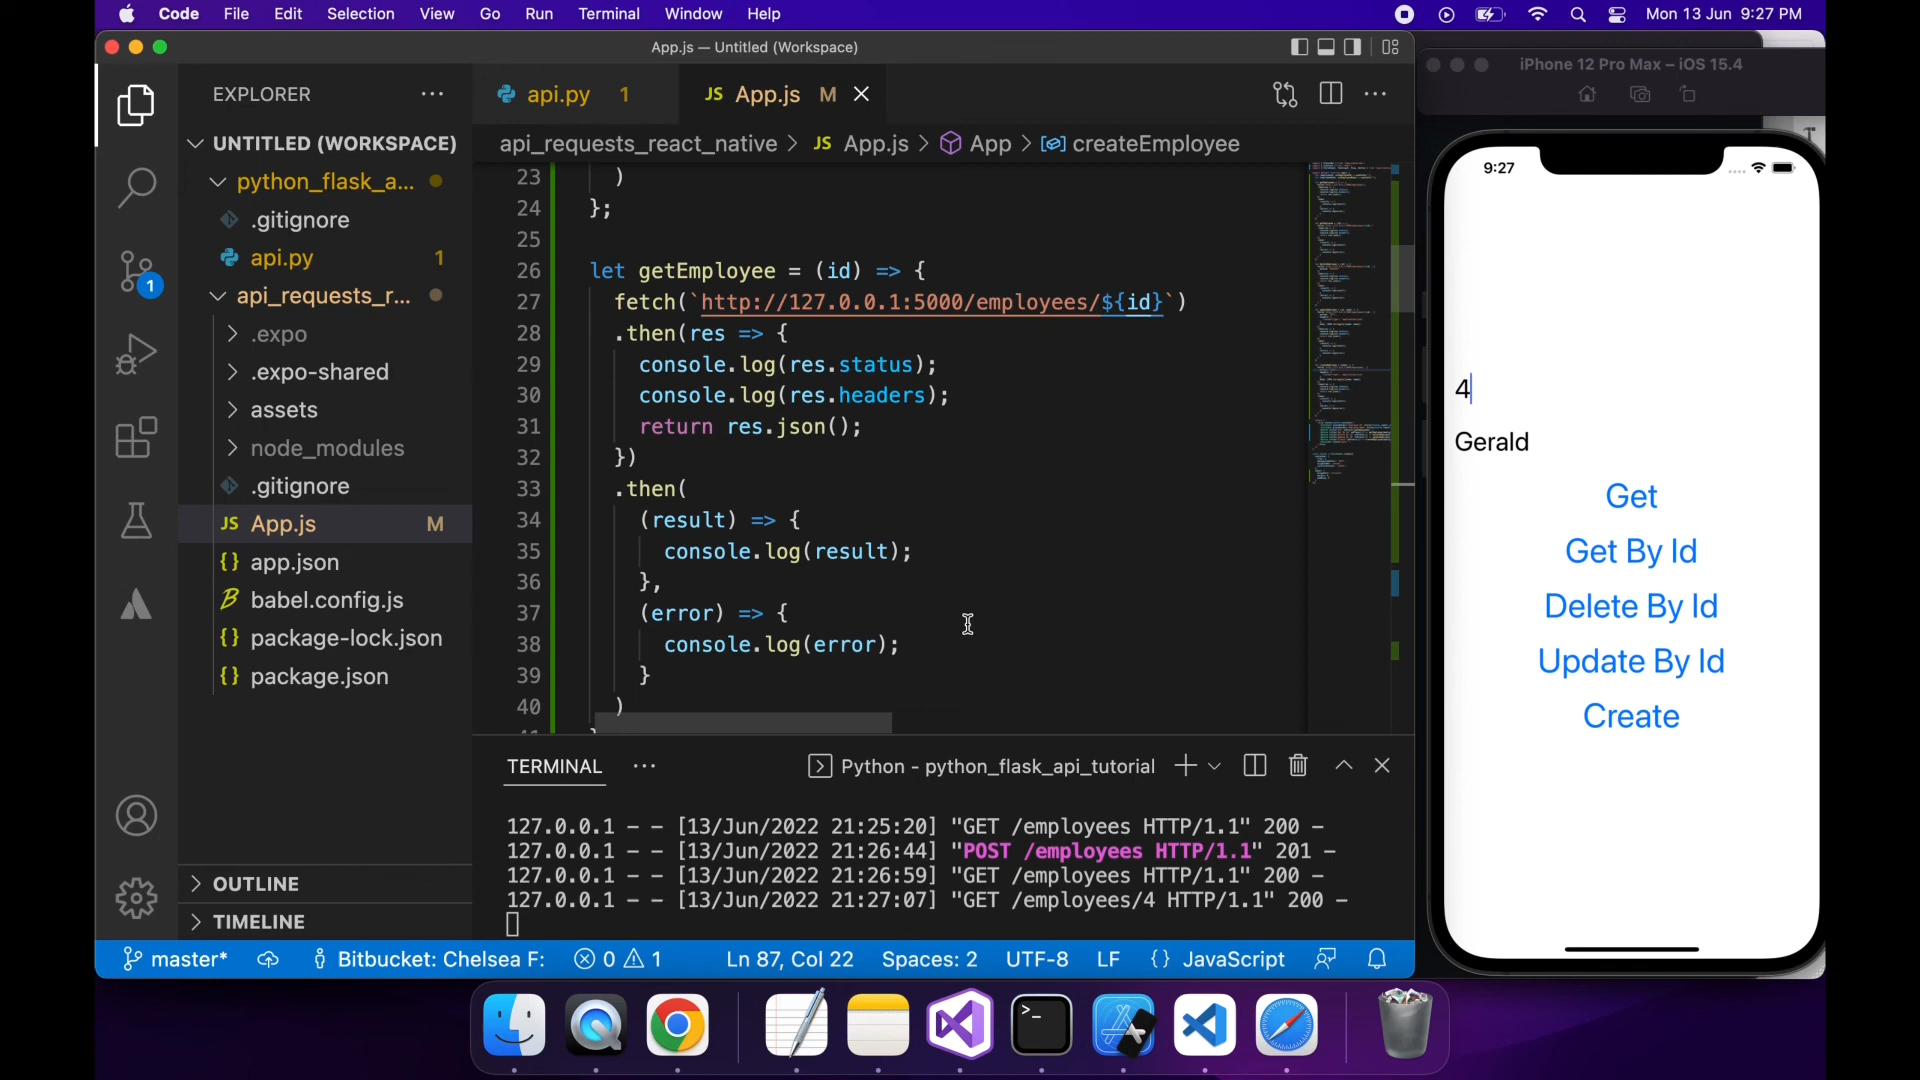 Code File Edit Selection View Go Run Terminal Window Help Mon 13 Jun 9:27 PM
App.js — Untitled (Workspace)
iPhone 12 Pro Max – iOS 15.4
EXPLORER
api.py 1
JS App.js M
UNTITLED (WORKSPACE)
python_flask_a...
.gitignore
api.py 1
api_requests_r...
.expo
.expo-shared
assets
node_modules
.gitignore
JS App.js M
{} app.json
babel.config.js
{} package-lock.json
{} package.json
OUTLINE
TIMELINE
1
api_requests_react_native > JS App.js > App > createEmployee
23 )
24 };
25
26 let getEmployee = (id) => {
27 fetch(`http://127.0.0.1:5000/employees/${id}`)
28 .then(res => {
29 console.log(res.status);
30 console.log(res.headers);
31 return res.json();
32 })
33 .then(
34 (result) => {
35 console.log(result);
36 },
37 (error) => {
38 console.log(error);
39 }
40 )
TERMINAL
Python - python_flask_api_tutorial
127.0.0.1 - - [13/Jun/2022 21:25:20] "GET /employees HTTP/1.1" 200 -
127.0.0.1 - - [13/Jun/2022 21:26:44] "POST /employees HTTP/1.1" 201 -
127.0.0.1 - - [13/Jun/2022 21:26:59] "GET /employees HTTP/1.1" 200 -
127.0.0.1 - - [13/Jun/2022 21:27:07] "GET /employees/4 HTTP/1.1" 200 -
master* Bitbucket: Chelsea F: 0 1 Ln 87, Col 22 Spaces: 2 UTF-8 LF {} JavaScript
9:27
4
Gerald
Get
Get By Id
Delete By Id
Update By Id
Create